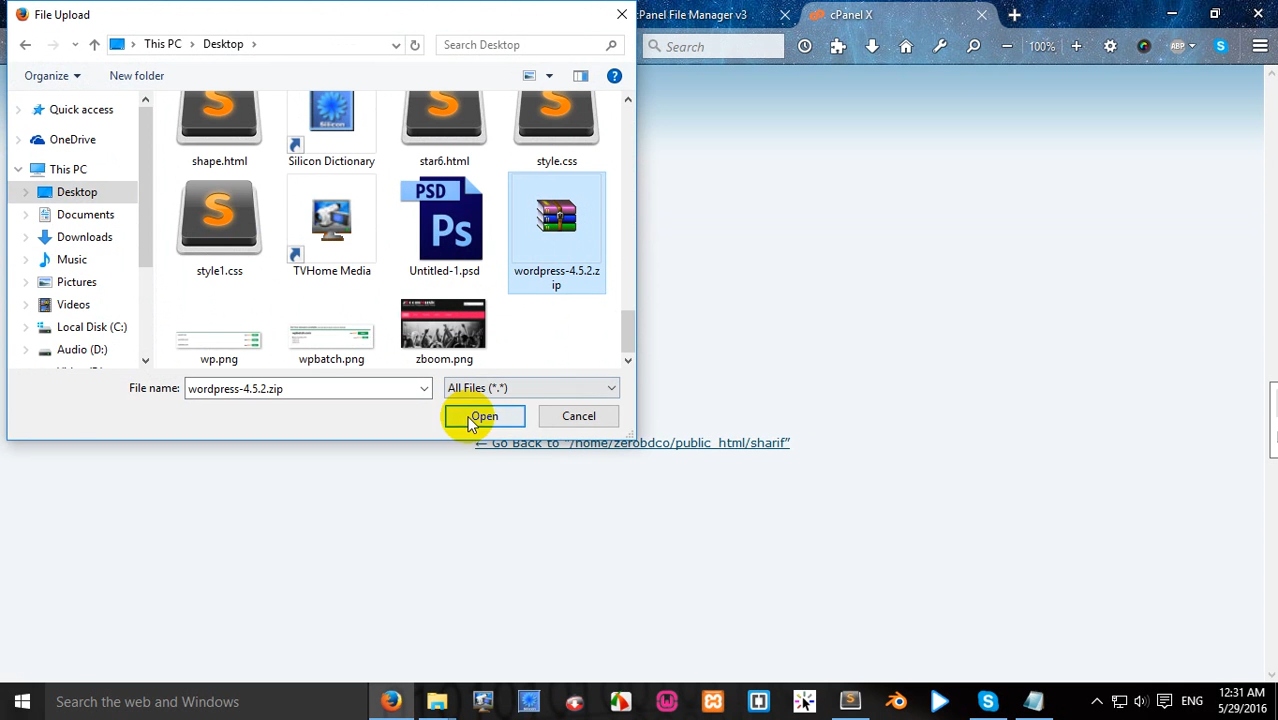 File Upload
cPanel File Manager v3
cPanel X
This PC
Desktop
Search Desktop
Search
100%
ABP
Organize
New folder
Quick access
OneDrive
This PC
Desktop
Documents
Downloads
Music
Pictures
Videos
Local Disk (C:)
Audio (D:)
shape.html
Silicon
Silicon Dictionary
star6.html
style.css
style1.css
TVHome Media
PSD
Ps
Untitled-1.psd
wordpress-4.5.2.z
ip
wp.png
wpbatch.png
zboom.png
File name:
wordpress-4.5.2.zip
All Files (*.*)
Open
Cancel
← Go Back to "/home/zerobdco/public_html/sharif"
Search the web and Windows
ENG
12:31 AM
5/29/2016